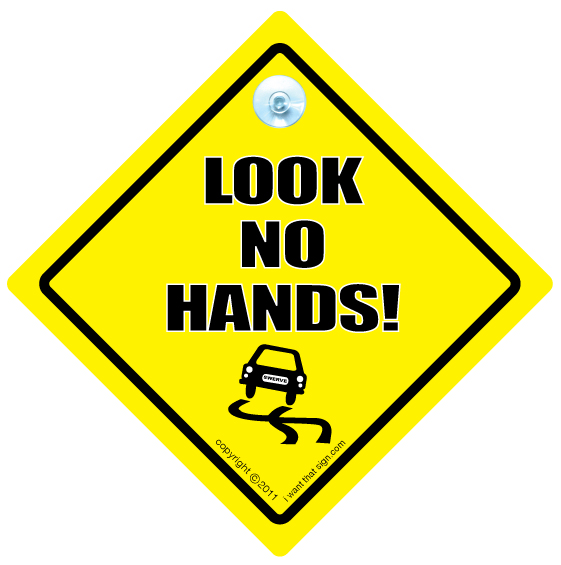 LOOK
NO
HANDS!
SWERVE
copyright ©2011
i want that sign.com